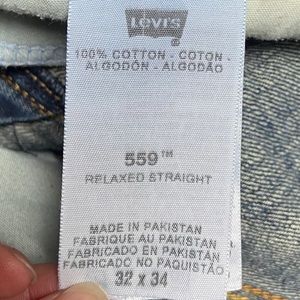 Levi's
100% COTTON - COTON -
ALGODÓN - ALGODÃO
559™
RELAXED STRAIGHT
MADE IN PAKISTAN
FABRIQUE AU PAKISTAN
FABRICADO EN PAKISTAN
FABRICADO NO PAQUISTÃO
32 x 34